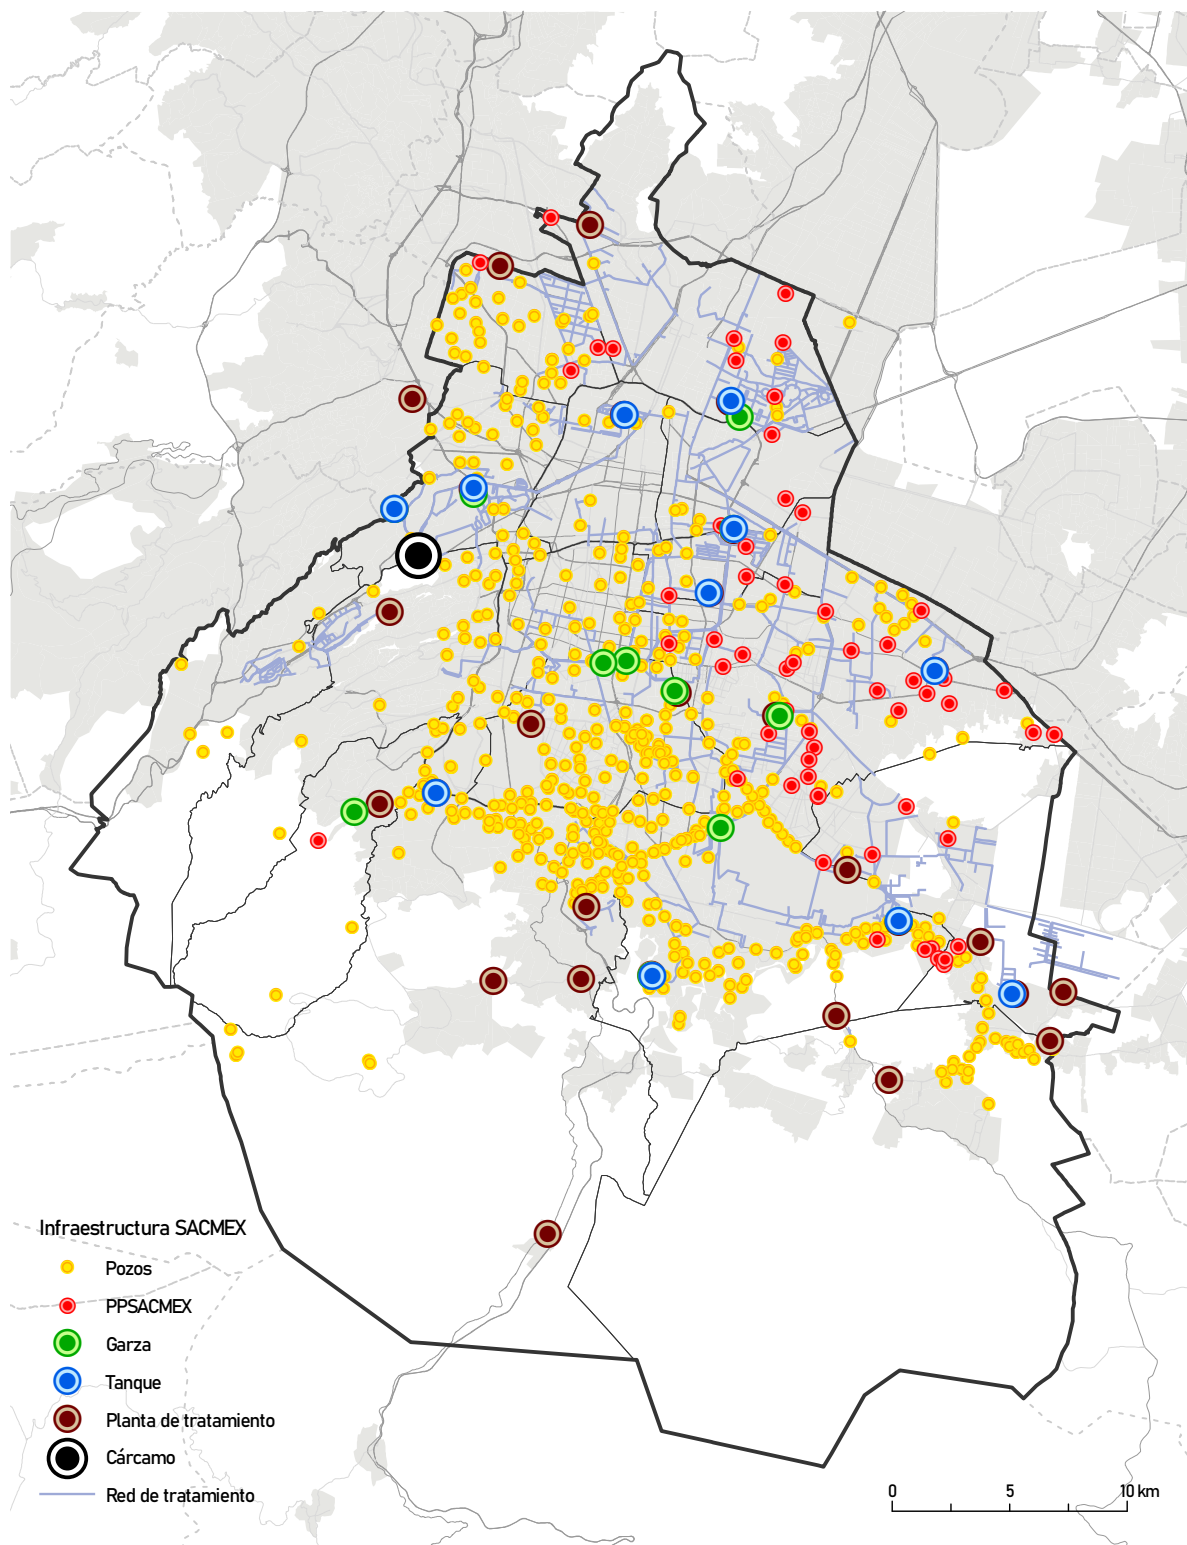 Infraestructura SACMEX
Pozos
PPSACMEX
Garza
Tanque
Planta de tratamiento
Cárcamo
Red de tratamiento
0 5 10 km